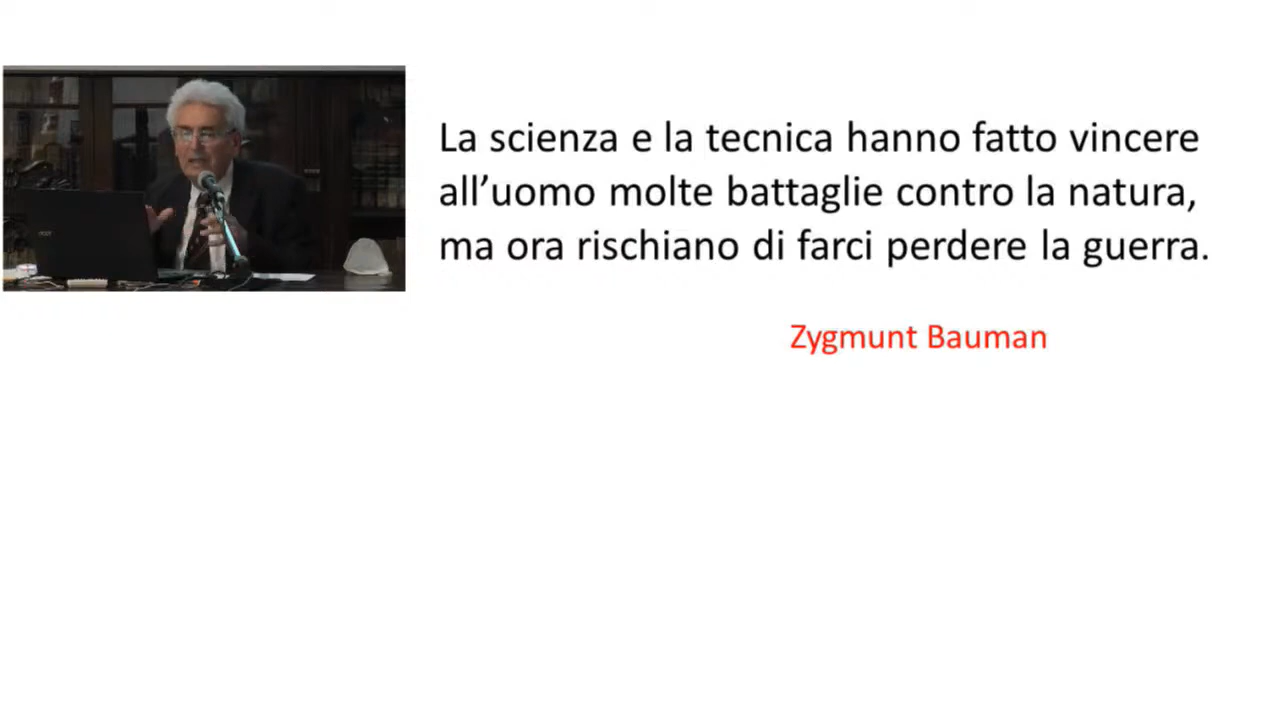 La scienza e la tecnica hanno fatto vincere
all’uomo molte battaglie contro la natura,
ma ora rischiano di farci perdere la guerra.
Zygmunt Bauman
acer